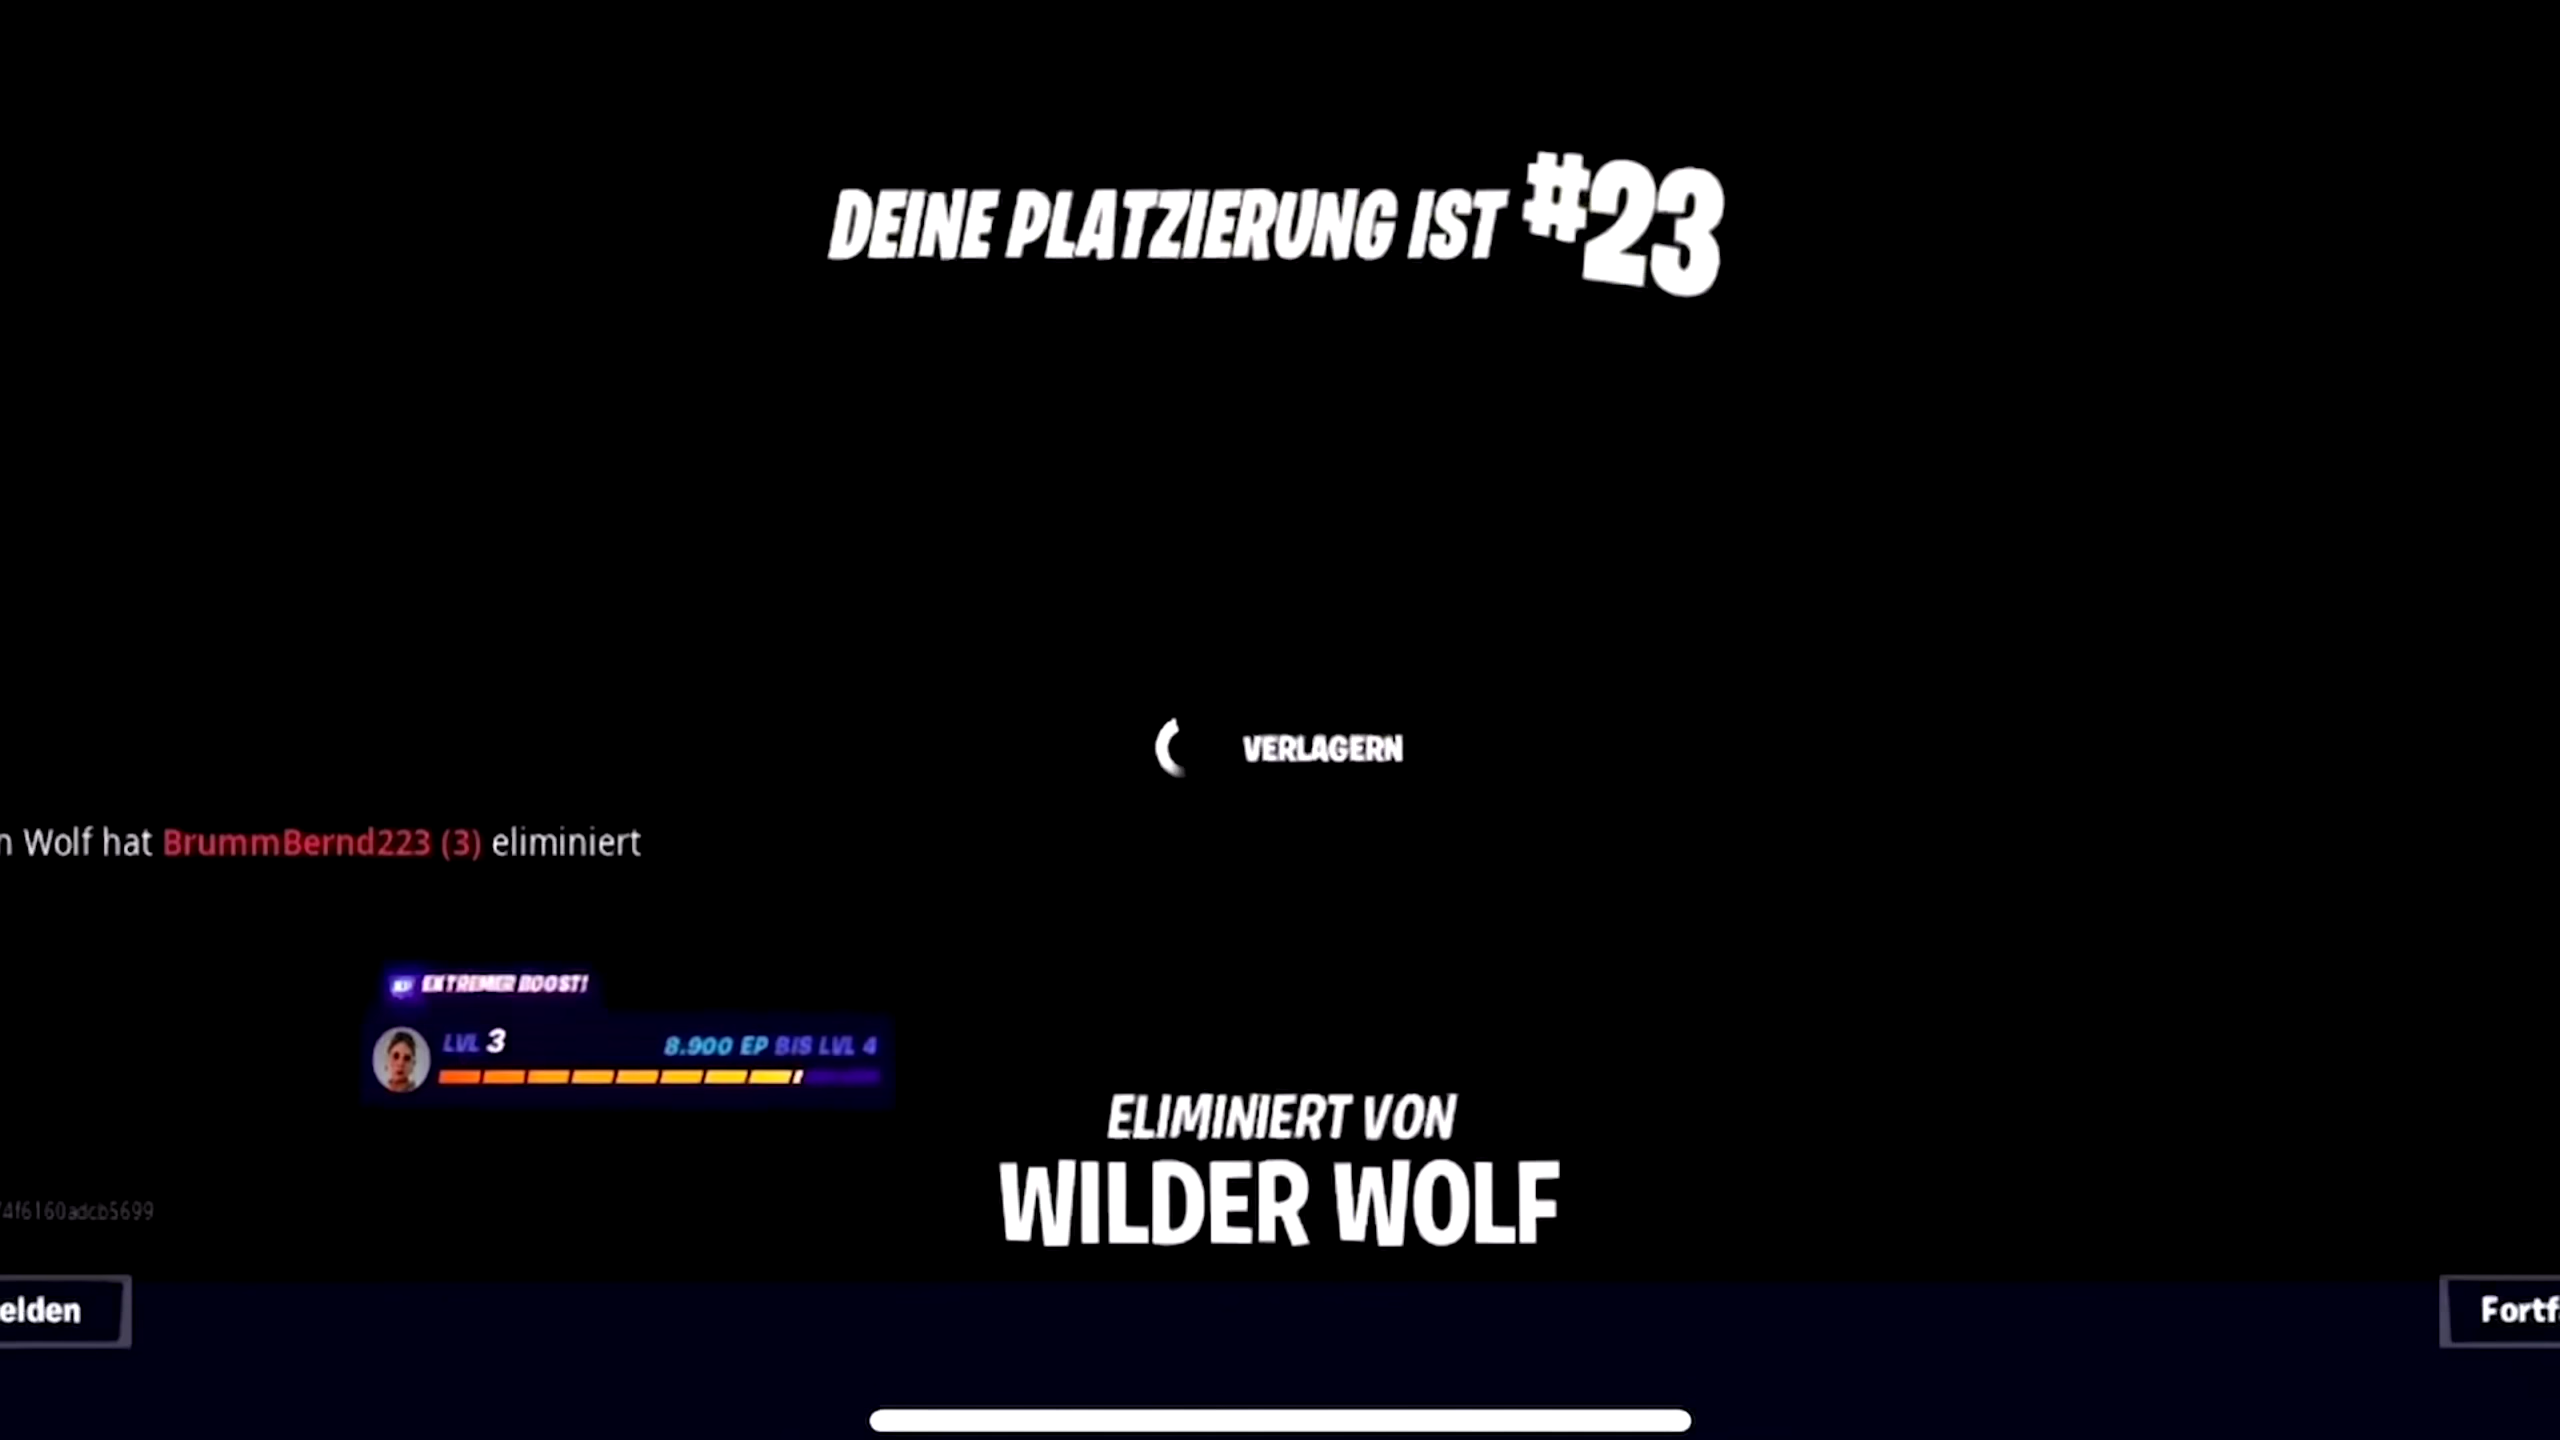 DEINE PLATZIERUNG IST #23
VERLAGERN
n Wolf hat BrummBernd223 (3) eliminiert
EXTREMER BOOST!
LVL 3 8.900 EP BIS LVL 4
ELIMINIERT VON
WILDER WOLF
4f6160adcb5699
elden
Fortf